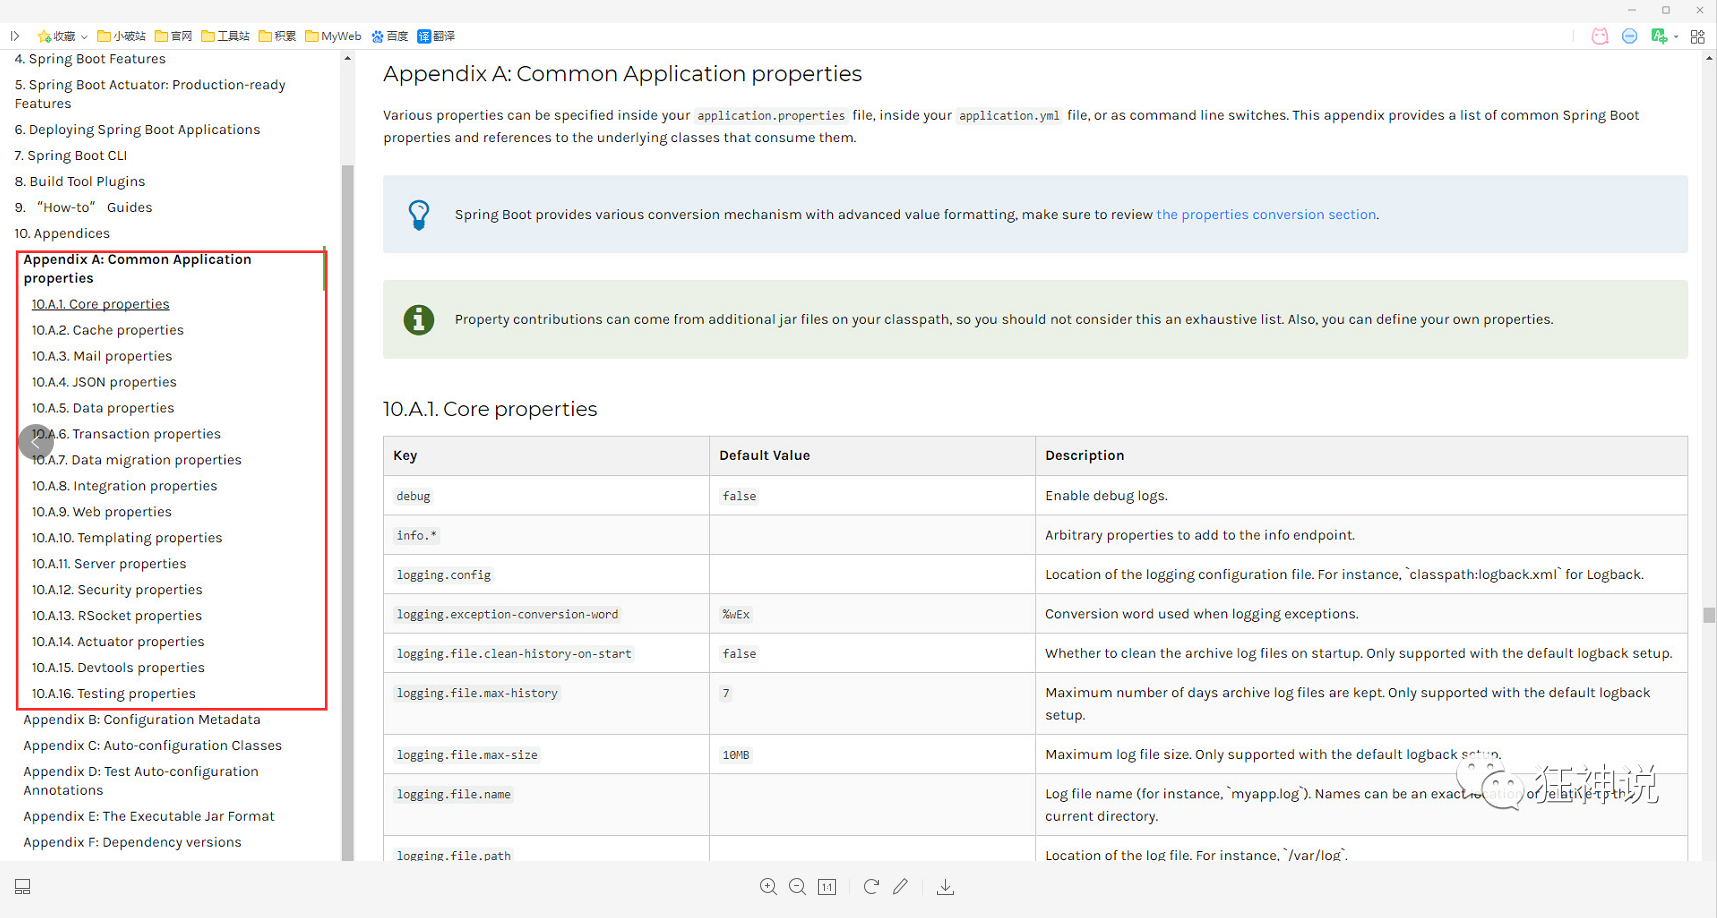 收藏 小破站 官网 工具站 积累 MyWeb 百度 译 翻译
4. Spring Boot Features
5. Spring Boot Actuator: Production-ready
Features
6. Deploying Spring Boot Applications
7. Spring Boot CLI
8. Build Tool Plugins
9. “How-to” Guides
10. Appendices
Appendix A: Common Application
properties
10.A.1. Core properties
10.A.2. Cache properties
10.A.3. Mail properties
10.A.4. JSON properties
10.A.5. Data properties
10.A.6. Transaction properties
10.A.7. Data migration properties
10.A.8. Integration properties
10.A.9. Web properties
10.A.10. Templating properties
10.A.11. Server properties
10.A.12. Security properties
10.A.13. RSocket properties
10.A.14. Actuator properties
10.A.15. Devtools properties
10.A.16. Testing properties
Appendix B: Configuration Metadata
Appendix C: Auto-configuration Classes
Appendix D: Test Auto-configuration
Annotations
Appendix E: The Executable Jar Format
Appendix F: Dependency versions
Appendix A: Common Application properties
Various properties can be specified inside your application.properties file, inside your application.yml file, or as command line switches. This appendix provides a list of common Spring Boot
properties and references to the underlying classes that consume them.
Spring Boot provides various conversion mechanism with advanced value formatting, make sure to review the properties conversion section.
Property contributions can come from additional jar files on your classpath, so you should not consider this an exhaustive list. Also, you can define your own properties.
10.A.1. Core properties
Key Default Value Description
debug false Enable debug logs.
info.* Arbitrary properties to add to the info endpoint.
logging.config Location of the logging configuration file. For instance, `classpath:logback.xml` for Logback.
logging.exception-conversion-word %wEx Conversion word used when logging exceptions.
logging.file.clean-history-on-start false Whether to clean the archive log files on startup. Only supported with the default logback setup.
logging.file.max-history 7 Maximum number of days archive log files are kept. Only supported with the default logback
setup.
logging.file.max-size 10MB Maximum log file size. Only supported with the default logback setup.
logging.file.name Log file name (for instance, `myapp.log`). Names can be an exact location or relative to the
current directory.
狂神说
logging.file.path Location of the log file. For instance, `/var/log`.
1:1